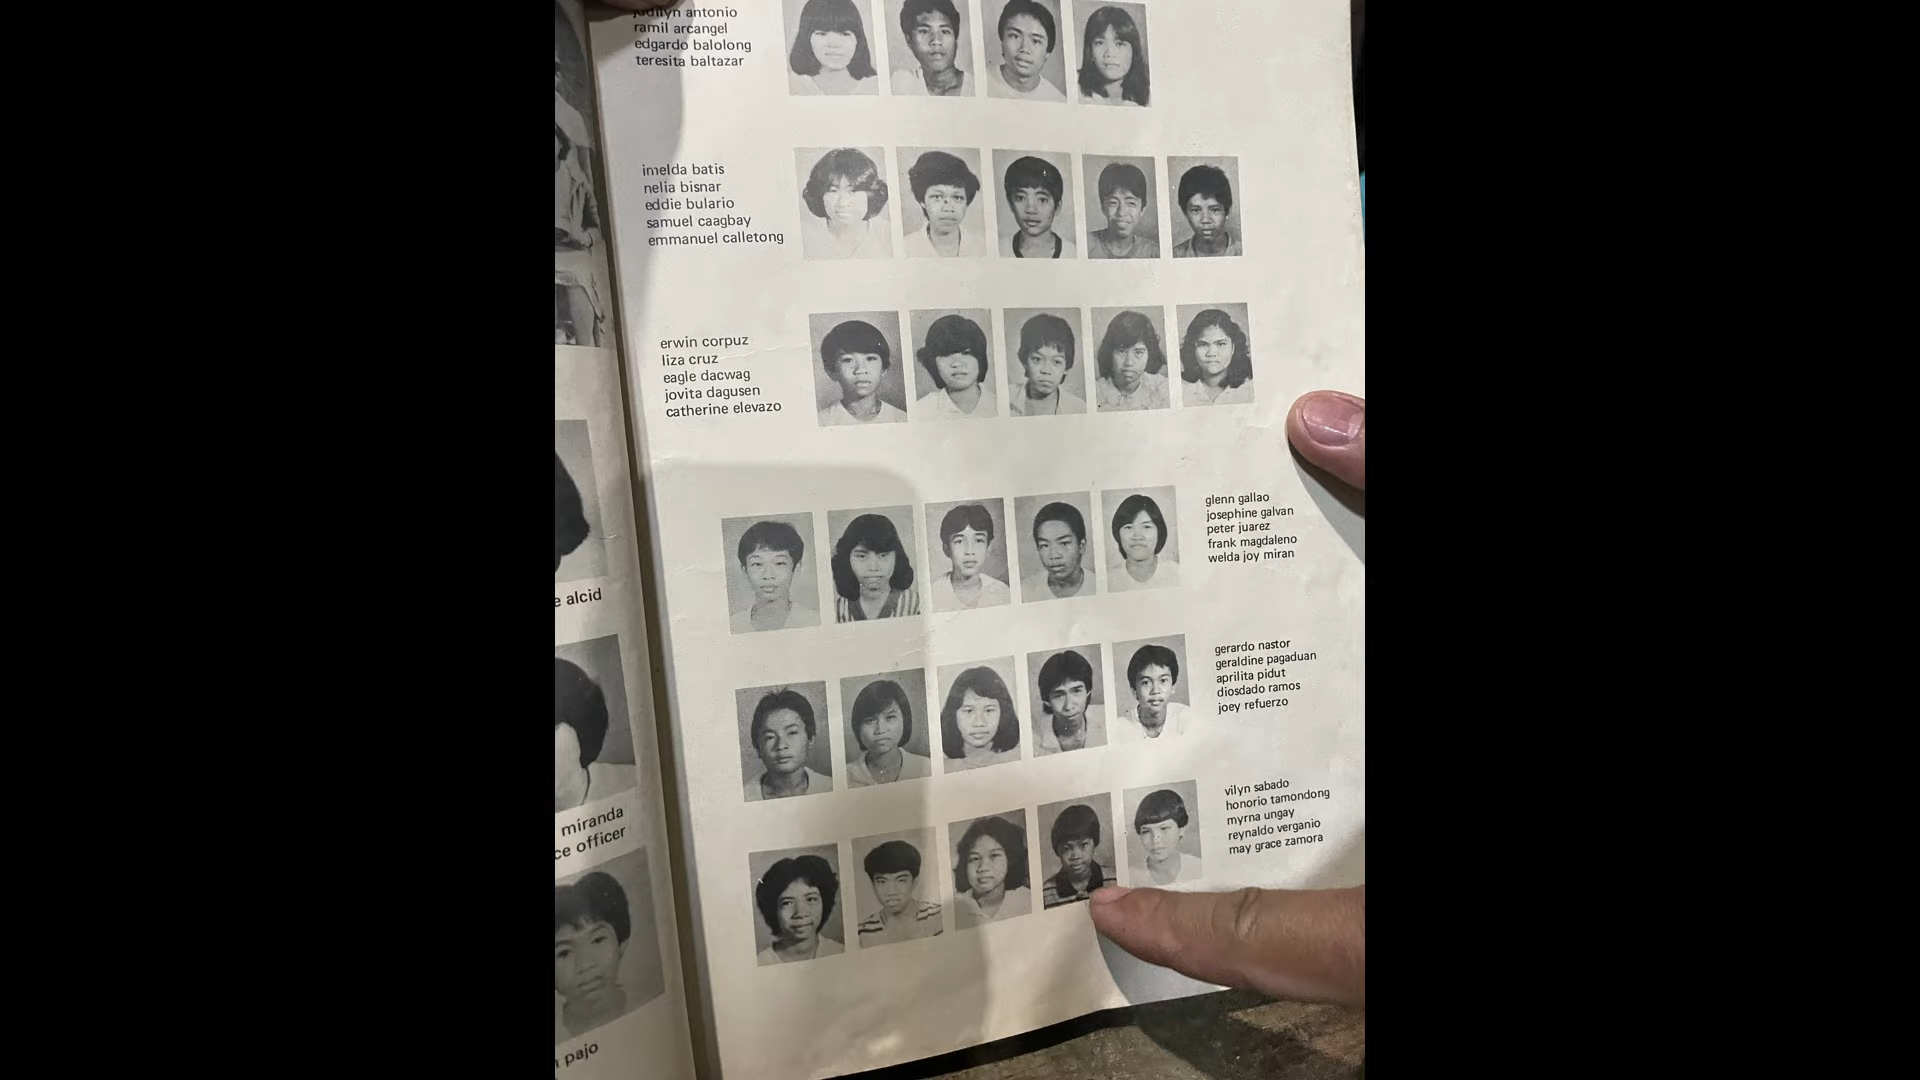 judilyn antonio
ramil arcangel
edgardo balolong
teresita baltazar
imelda batis
nelia bisnar
eddie bulario
samuel caagbay
emmanuel calletong
erwin corpuz
liza cruz
eagle dacwag
jovita dagusen
catherine elevazo
glenn gallao
josephine galvan
peter juarez
frank magdaleno
welda joy miran
gerardo nastor
geraldine pagaduan
aprilita pidut
diosdado ramos
joey refuerzo
vilyn sabado
honorio tamondong
myrna ungay
reynaldo verganio
may grace zamora
e alcid
miranda
ce officer
pajo